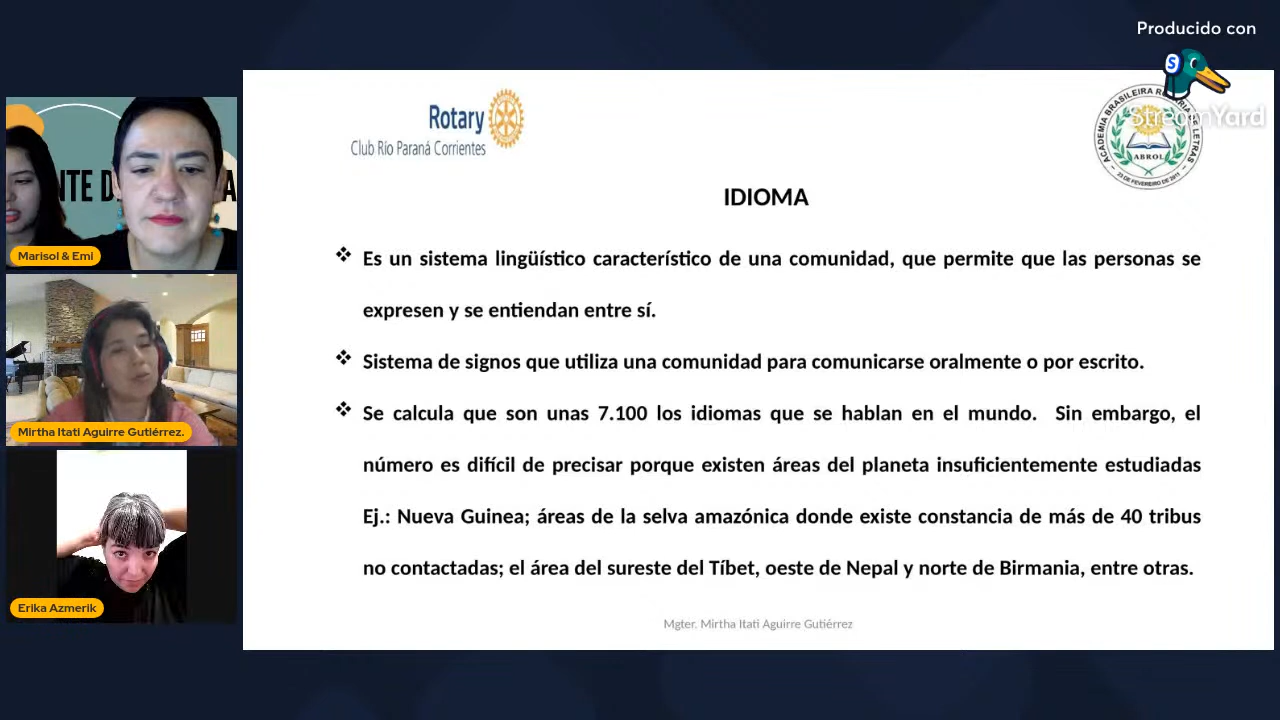 Producido con
StreamYard
Rotary
Club Río Paraná Corrientes
ACADEMIA BRASILEIRA ROTÁRIA DE LETRAS
ABROL
IDIOMA
❖ Es un sistema lingüístico característico de una comunidad, que permite que las personas se
expresen y se entiendan entre sí.
❖ Sistema de signos que utiliza una comunidad para comunicarse oralmente o por escrito.
❖ Se calcula que son unas 7.100 los idiomas que se hablan en el mundo. Sin embargo, el
número es difícil de precisar porque existen áreas del planeta insuficientemente estudiadas
Ej.: Nueva Guinea; áreas de la selva amazónica donde existe constancia de más de 40 tribus
no contactadas; el área del sureste del Tíbet, oeste de Nepal y norte de Birmania, entre otras.
Mgter. Mirtha Itati Aguirre Gutiérrez
Marisol & Emi
Mirtha Itati Aguirre Gutiérrez.
Erika Azmerik